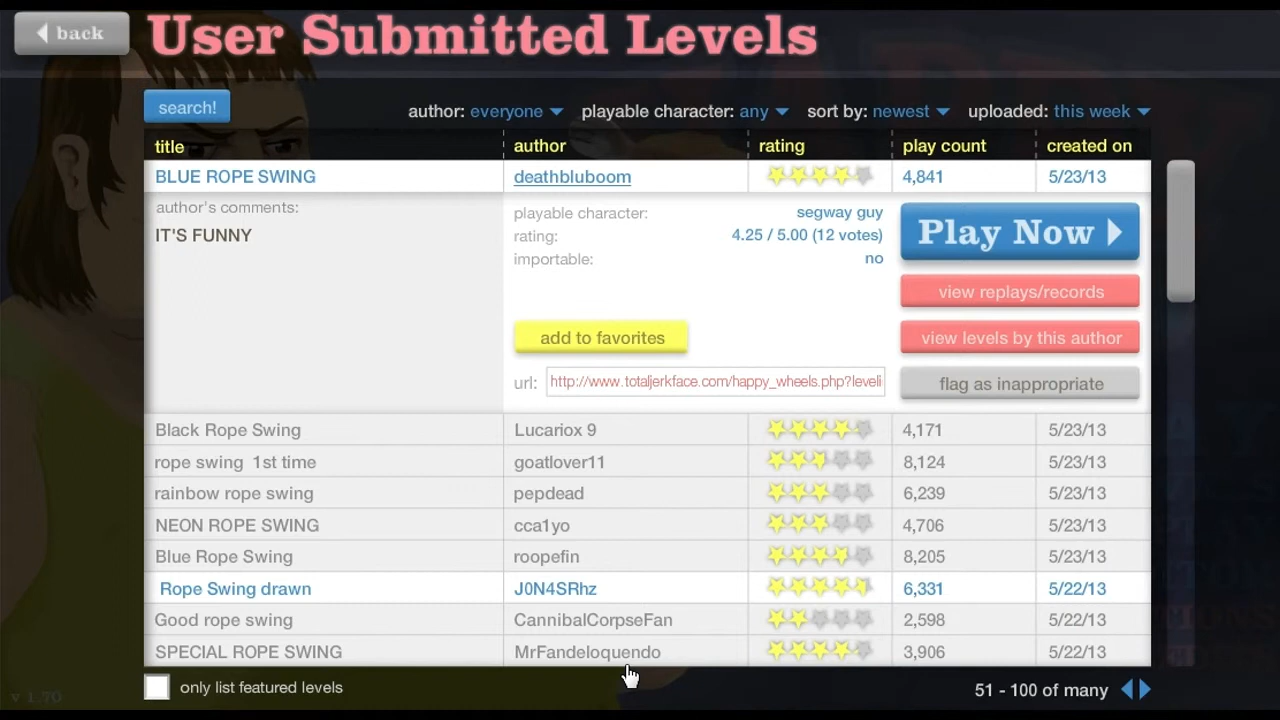 back
User Submitted Levels
search!
author: everyone playable character: any sort by: newest uploaded: this week
title author rating play count created on
BLUE ROPE SWING deathbluboom 4,841 5/23/13
author's comments:
IT'S FUNNY
playable character: segway guy
rating: 4.25 / 5.00 (12 votes)
importable: no
Play Now
view replays/records
add to favorites
view levels by this author
url: http://www.totaljerkface.com/happy_wheels.php?leveli
flag as inappropriate
Black Rope Swing Lucariox 9 4,171 5/23/13
rope swing 1st time goatlover11 8,124 5/23/13
rainbow rope swing pepdead 6,239 5/23/13
NEON ROPE SWING cca1yo 4,706 5/23/13
Blue Rope Swing roopefin 8,205 5/23/13
Rope Swing drawn J0N4SRhz 6,331 5/22/13
Good rope swing CannibalCorpseFan 2,598 5/22/13
SPECIAL ROPE SWING MrFandeloquendo 3,906 5/22/13
only list featured levels
51 - 100 of many
v 1.70